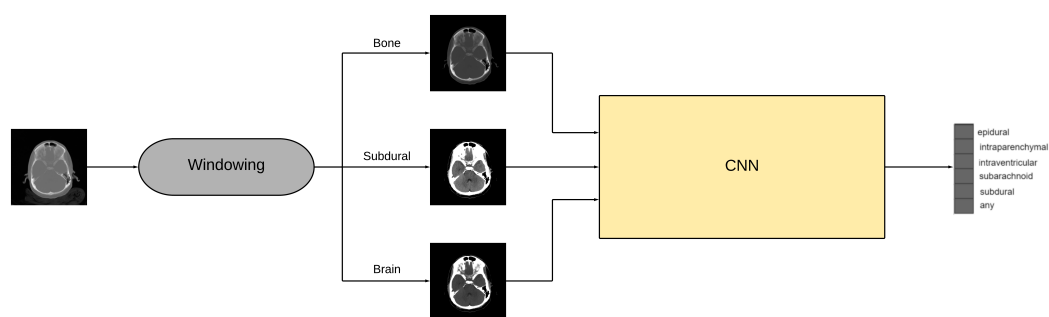 Bone
Windowing
Subdural
Brain
CNN
epidural
intraparenchymal
intraventricular
subarachnoid
subdural
any